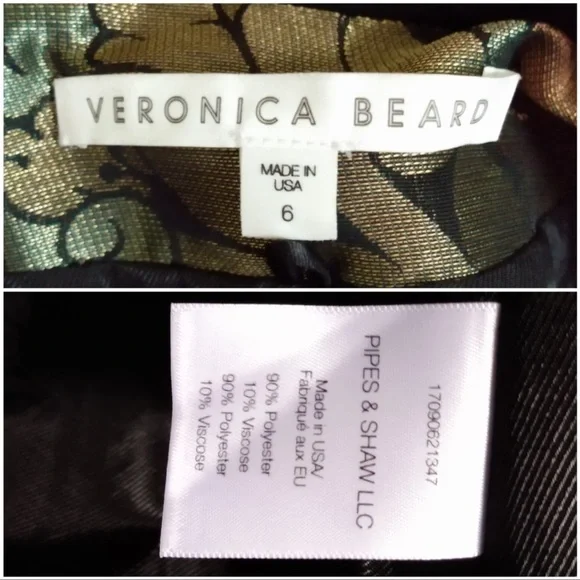 VERONICA BEARD
MADE IN
USA
6
17090621347
PIPES & SHAW LLC
Made in USA/
Fabriqué aux EU
90% Polyester
10% Viscose
90% Polyester
10% Viscose